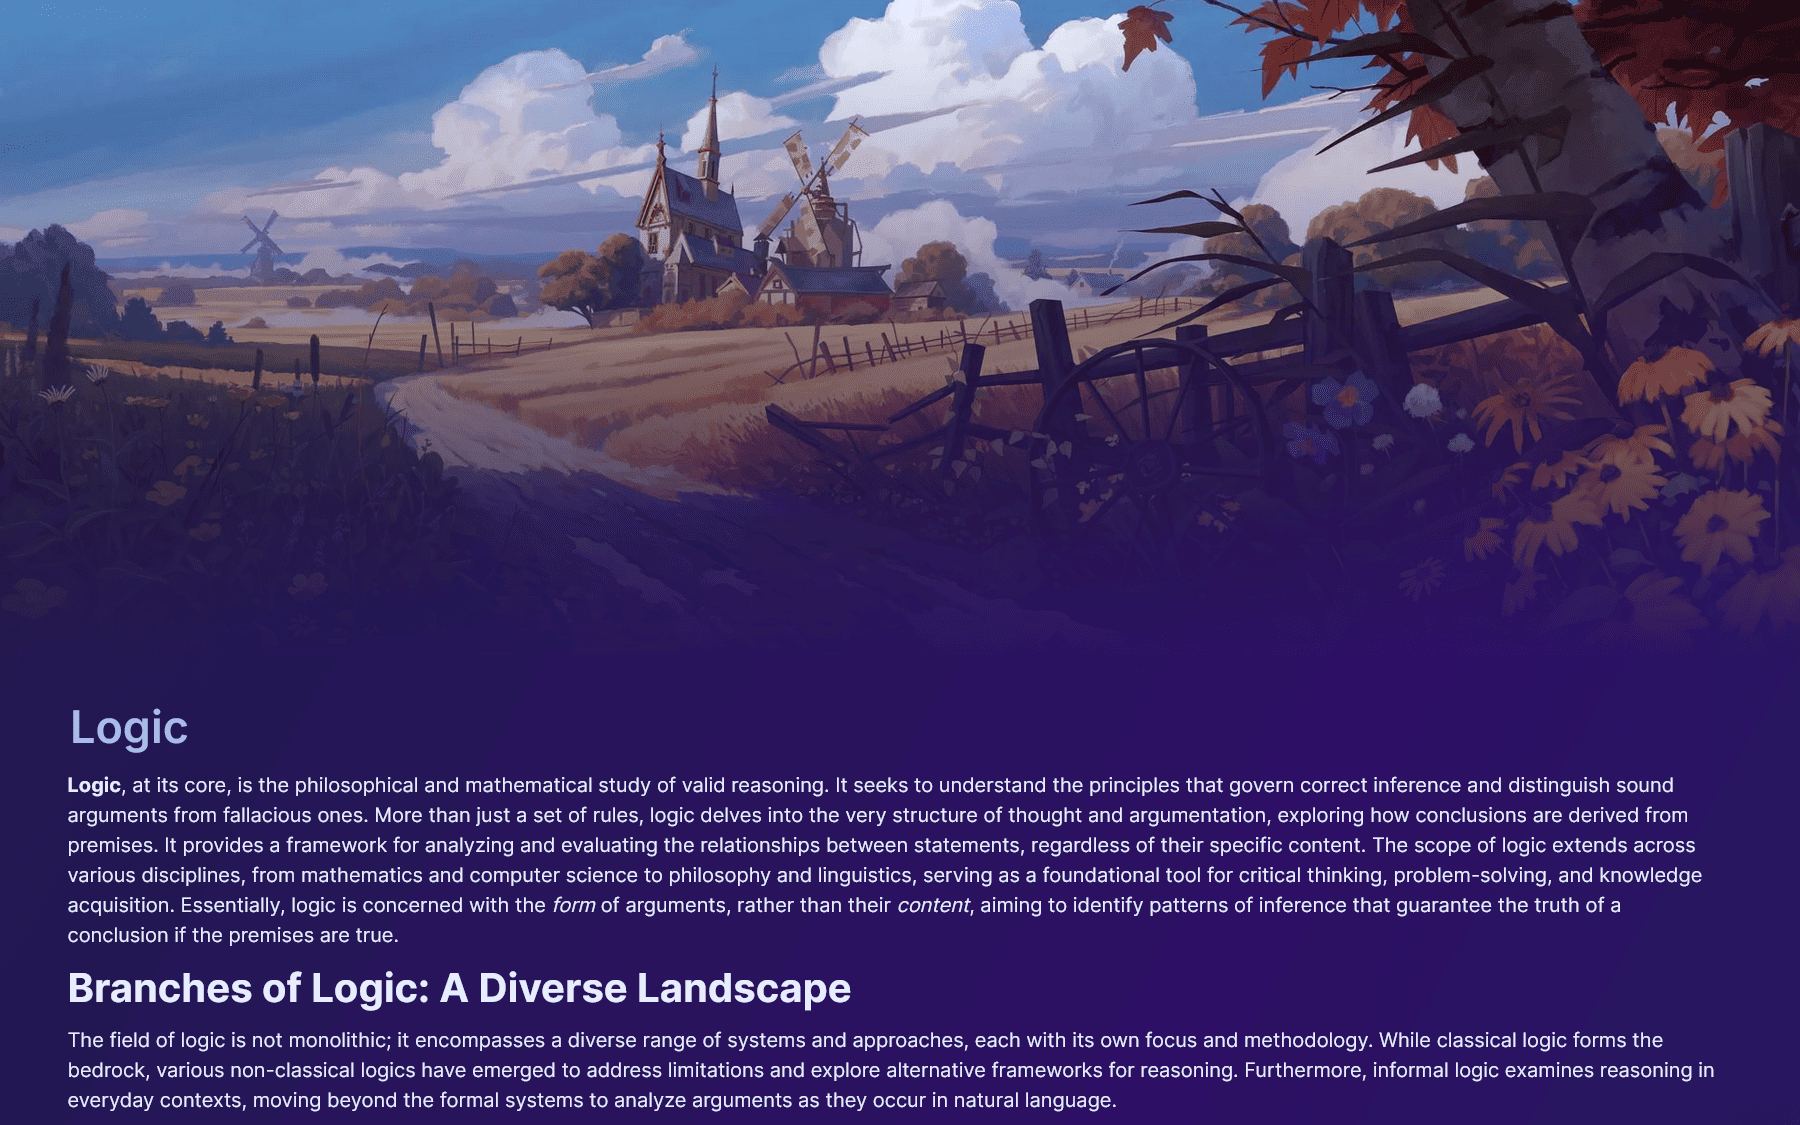 Logic
Logic, at its core, is the philosophical and mathematical study of valid reasoning. It seeks to understand the principles that govern correct inference and distinguish sound
arguments from fallacious ones. More than just a set of rules, logic delves into the very structure of thought and argumentation, exploring how conclusions are derived from
premises. It provides a framework for analyzing and evaluating the relationships between statements, regardless of their specific content. The scope of logic extends across
various disciplines, from mathematics and computer science to philosophy and linguistics, serving as a foundational tool for critical thinking, problem-solving, and knowledge
acquisition. Essentially, logic is concerned with the form of arguments, rather than their content, aiming to identify patterns of inference that guarantee the truth of a
conclusion if the premises are true.
Branches of Logic: A Diverse Landscape
The field of logic is not monolithic; it encompasses a diverse range of systems and approaches, each with its own focus and methodology. While classical logic forms the
bedrock, various non-classical logics have emerged to address limitations and explore alternative frameworks for reasoning. Furthermore, informal logic examines reasoning in
everyday contexts, moving beyond the formal systems to analyze arguments as they occur in natural language.